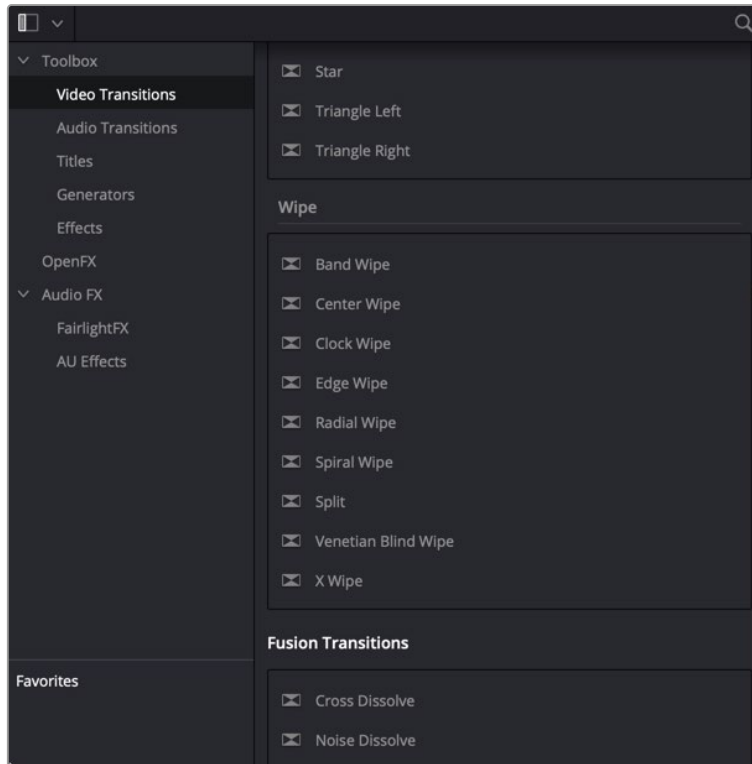 Toolbox
Video Transitions
Audio Transitions
Titles
Generators
Effects
OpenFX
Audio FX
FairlightFX
AU Effects
Favorites
Star
Triangle Left
Triangle Right
Wipe
Band Wipe
Center Wipe
Clock Wipe
Edge Wipe
Radial Wipe
Spiral Wipe
Split
Venetian Blind Wipe
X Wipe
Fusion Transitions
Cross Dissolve
Noise Dissolve